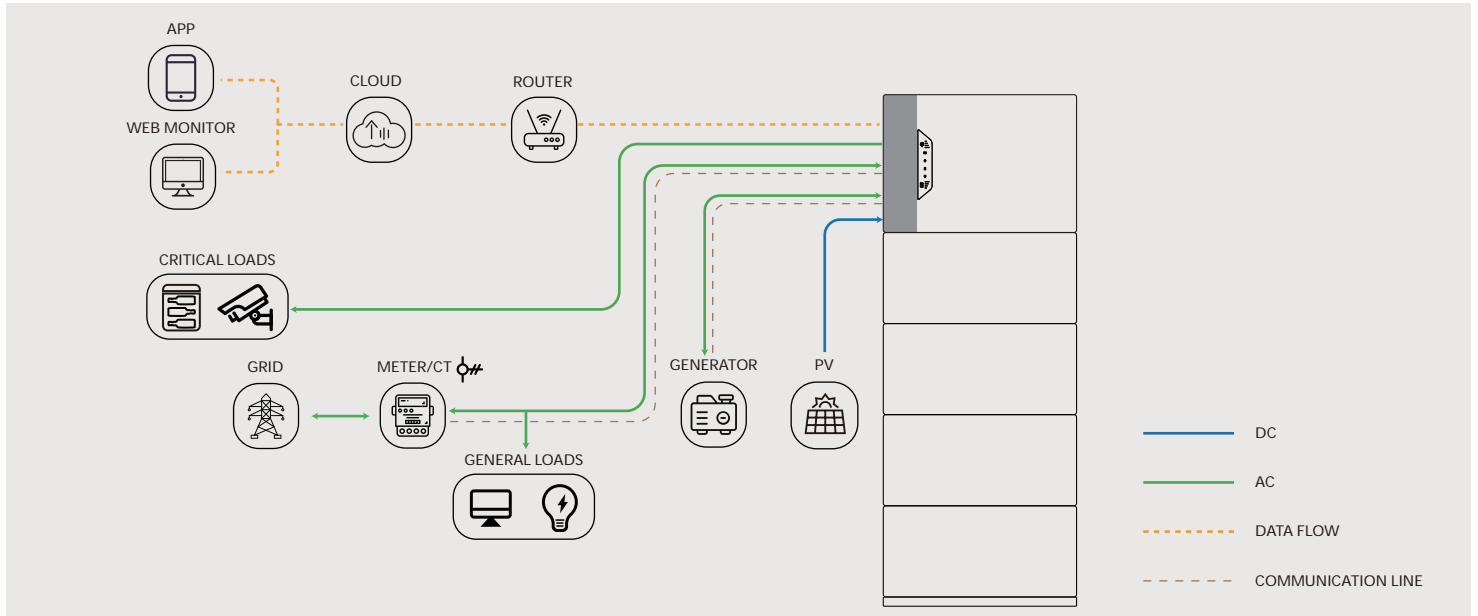 APP
CLOUD
ROUTER
WEB MONITOR
CRITICAL LOADS
GRID
METER/CT
GENERATOR
PV
GENERAL LOADS
DC
AC
DATA FLOW
COMMUNICATION LINE